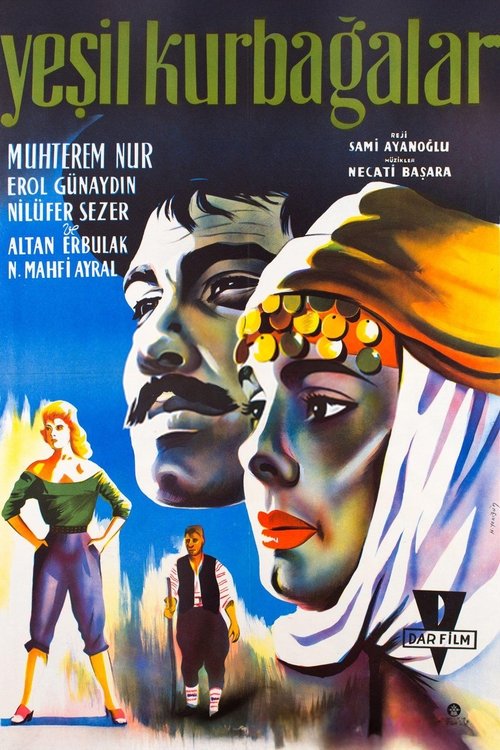 yeşil kurbağalar
MUHTEREM NUR
EROL GÜNAYDIN
NİLÜFER SEZER
ve
ALTAN ERBULAK
N. MAHFİ AYRAL
REJİ
SAMİ AYANOĞLU
MÜZİKLER
NECATİ BAŞARA
D
DAR FİLM